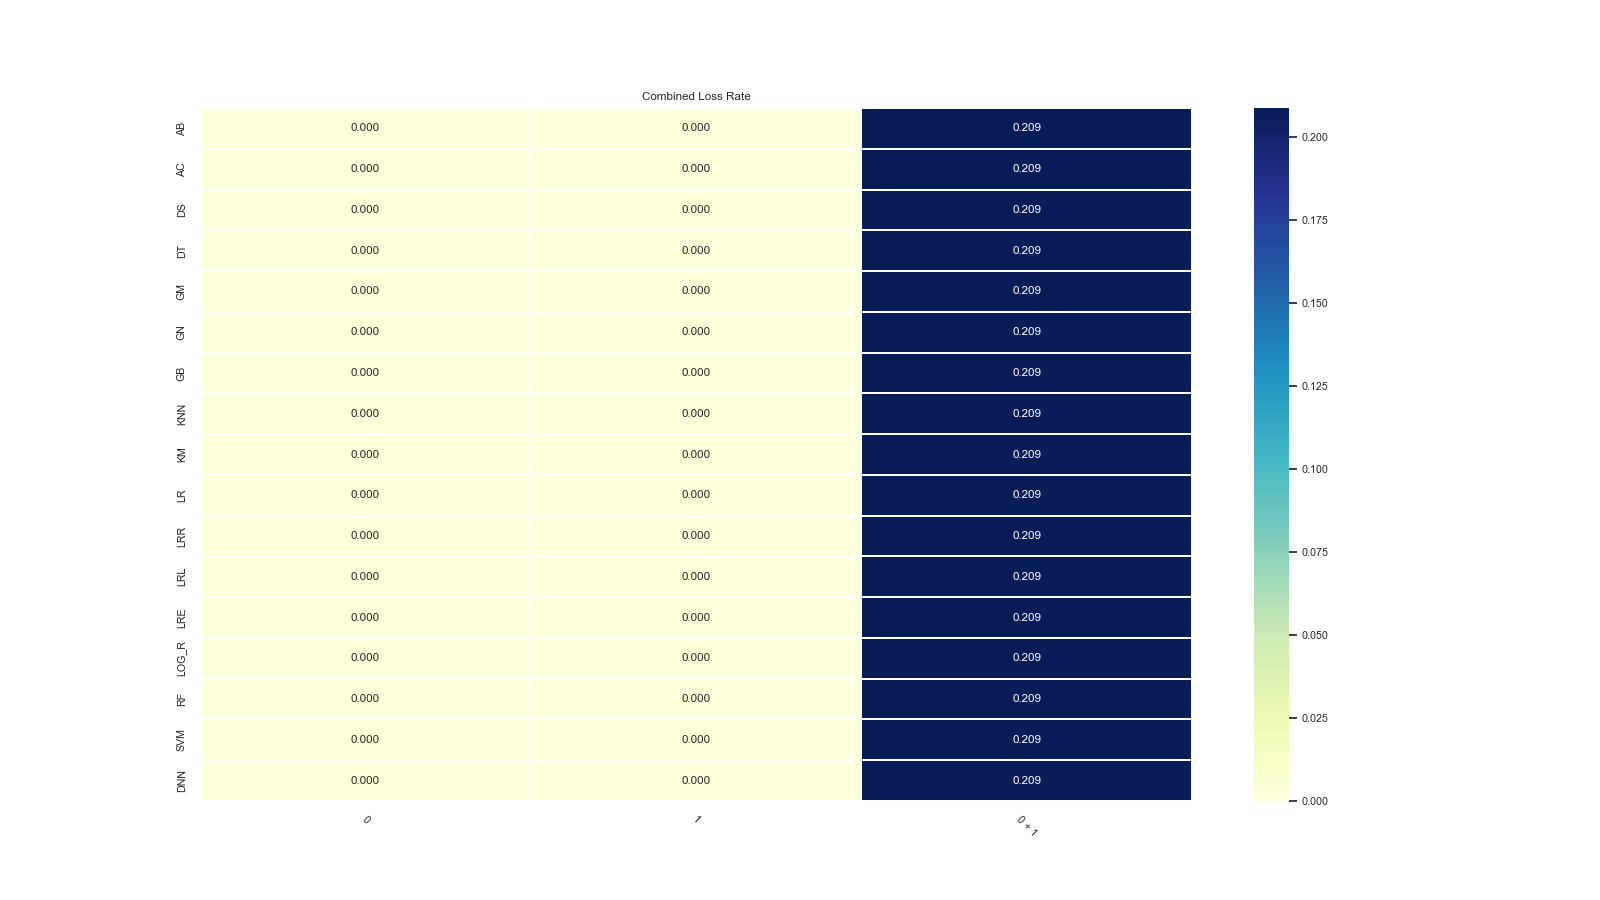 Combined Loss Rate
AB 0.000 0.000 0.209
AC 0.000 0.000 0.209
DS 0.000 0.000 0.209
DT 0.000 0.000 0.209
GM 0.000 0.000 0.209
GN 0.000 0.000 0.209
GB 0.000 0.000 0.209
KNN 0.000 0.000 0.209
KM 0.000 0.000 0.209
LR 0.000 0.000 0.209
LRR 0.000 0.000 0.209
LRL 0.000 0.000 0.209
LRE 0.000 0.000 0.209
LOG_R 0.000 0.000 0.209
RF 0.000 0.000 0.209
SVM 0.000 0.000 0.209
DNN 0.000 0.000 0.209
0 1 0 + 1
0.200
0.175
0.150
0.125
0.100
0.075
0.050
0.025
0.000